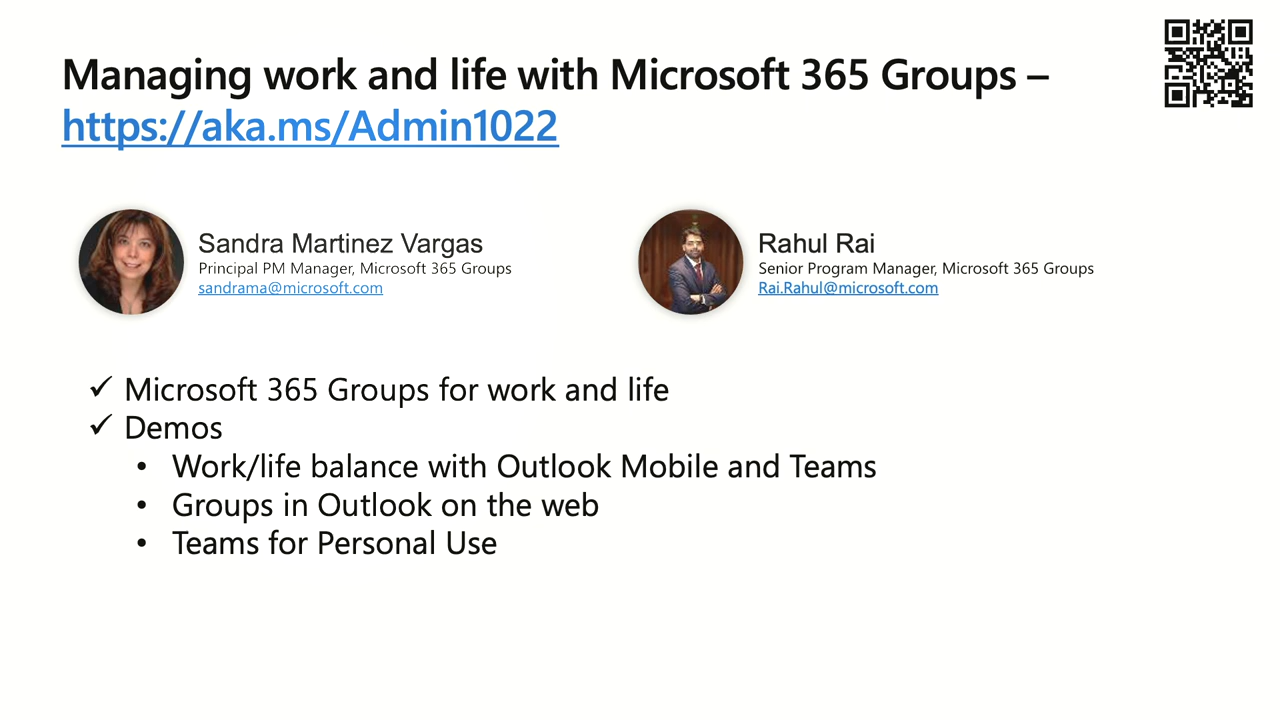 Managing work and life with Microsoft 365 Groups –
https://aka.ms/Admin1022
Sandra Martinez Vargas
Principal PM Manager, Microsoft 365 Groups
sandrama@microsoft.com
Rahul Rai
Senior Program Manager, Microsoft 365 Groups
Rai.Rahul@microsoft.com
✓ Microsoft 365 Groups for work and life
✓ Demos
• Work/life balance with Outlook Mobile and Teams
• Groups in Outlook on the web
• Teams for Personal Use